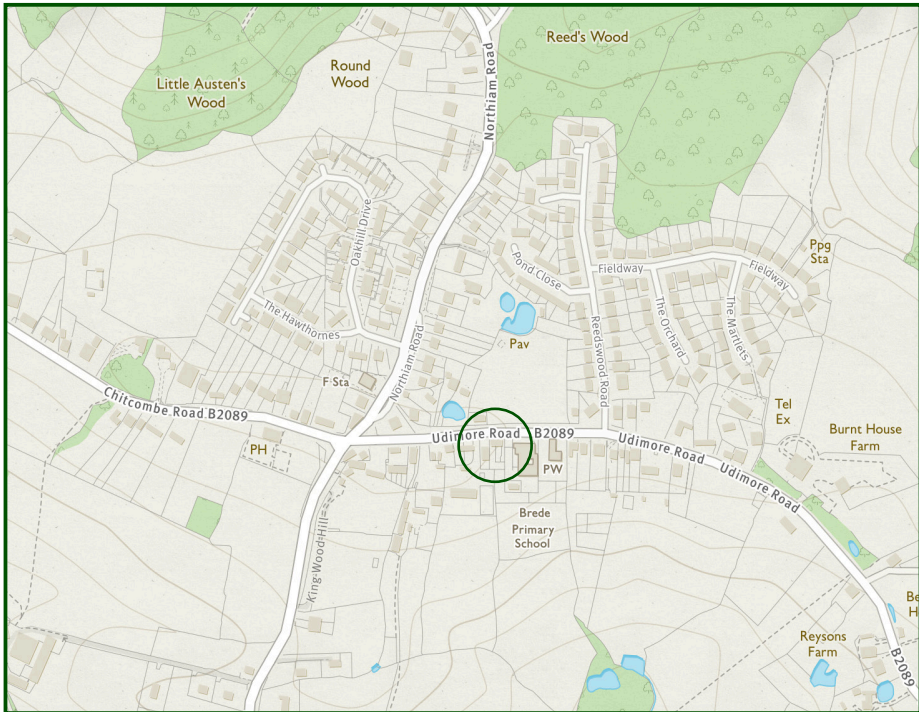 Reed's Wood
Round
Wood
Little Austen's
Wood
Northiam Road
Oakhill Drive
Ppg
Sta
Pond Close
Fieldway
Fieldway
The Hawthornes
The Orchard
The Martlets
Reedswood Road
Pav
Northiam Road
F Sta
Chitcombe Road B2089
Udimore Road B2089
Tel
Ex
Burnt House
Farm
Udimore Road
Udimore Road
PH
PW
Brede
Primary
School
King Wood Hill
Be
H
Reysons
Farm
B2089